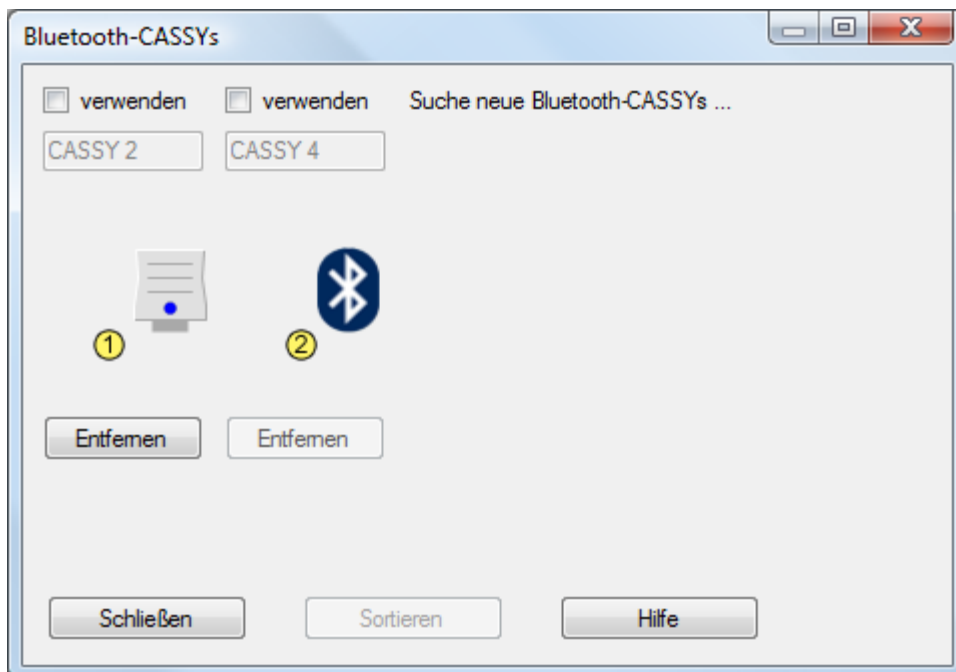 Bluetooth-CASSYs
verwenden verwenden Suche neue Bluetooth-CASSYs ...
CASSY 2 CASSY 4
1 2
Entfernen Entfernen
Schließen Sortieren Hilfe